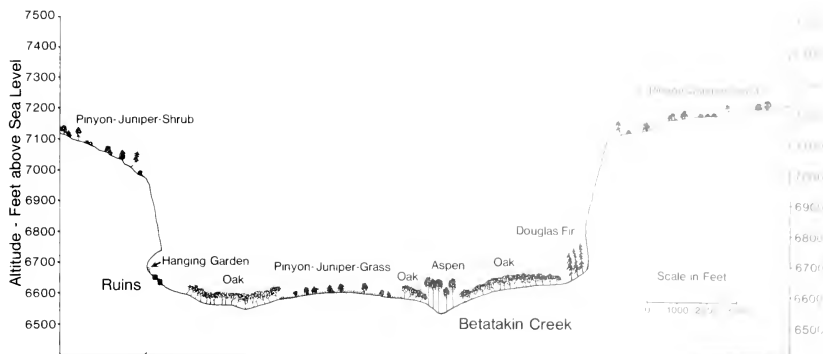 Altitude - Feet above Sea Level
7500
7400
7300
7200
7100
7000
6900
6800
6700
6600
6500
Pinyon-Juniper-Shrub
Hanging Garden
Ruins
Oak
Pinyon-Juniper-Grass
Oak
Aspen
Oak
Douglas Fir
Betatakin Creek
Scale in Feet
0 1000
7000
6900
6800
6700
6600
6500